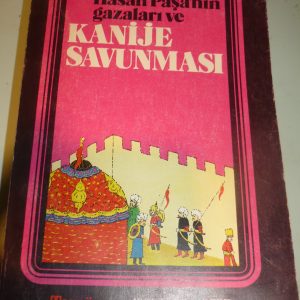 Hasan Paşa'nın
gazaları ve
KANİJE
SAVUNMASI